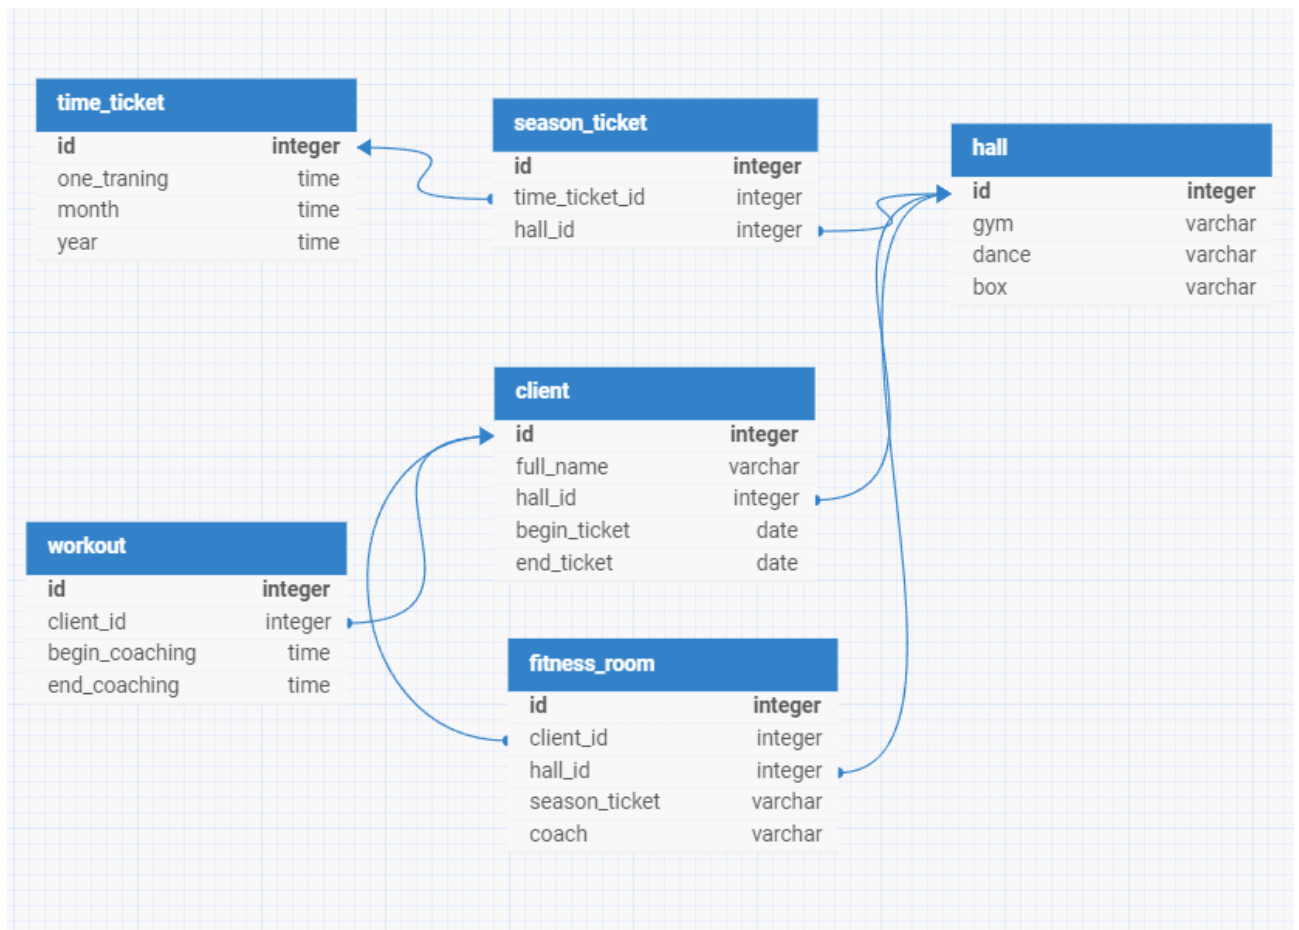 time_ticket
id integer
one_traning time
month time
year time
season_ticket
id integer
time_ticket_id integer
hall_id integer
hall
id integer
gym varchar
dance varchar
box varchar
client
id integer
full_name varchar
hall_id integer
begin_ticket date
end_ticket date
workout
id integer
client_id integer
begin_coaching time
end_coaching time
fitness_room
id integer
client_id integer
hall_id integer
season_ticket varchar
coach varchar